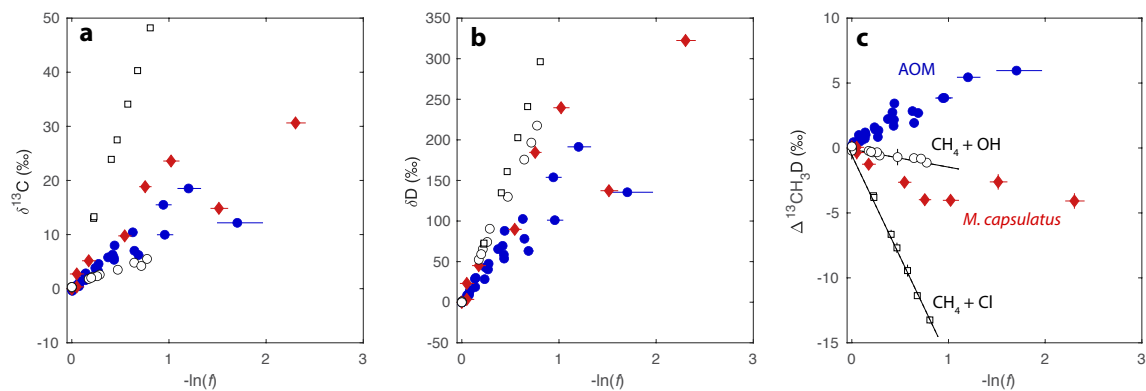 a
δ¹³C (‰)
50
40
30
20
10
0
-10
0 1 2 3
-ln(f)
b
δD (‰)
350
300
250
200
150
100
50
0
-50
0 1 2 3
-ln(f)
c
Δ ¹³CH₃D (‰)
10
5
0
-5
-10
-15
0 1 2 3
-ln(f)
AOM
CH₄ + OH
M. capsulatus
CH₄ + Cl